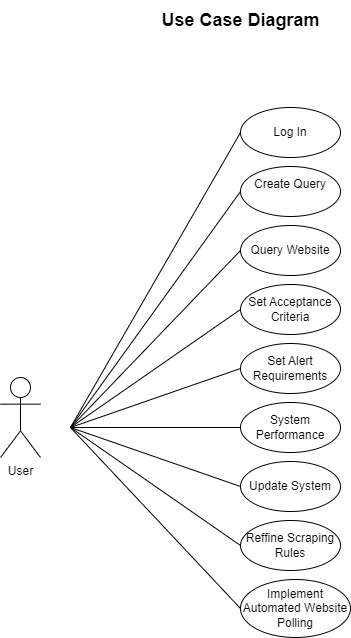 Use Case Diagram
Log In
Create Query
Query Website
Set Acceptance
Criteria
Set Alert
Requirements
System
Performance
User
Update System
Reffine Scraping
Rules
Implement
Automated Website
Polling